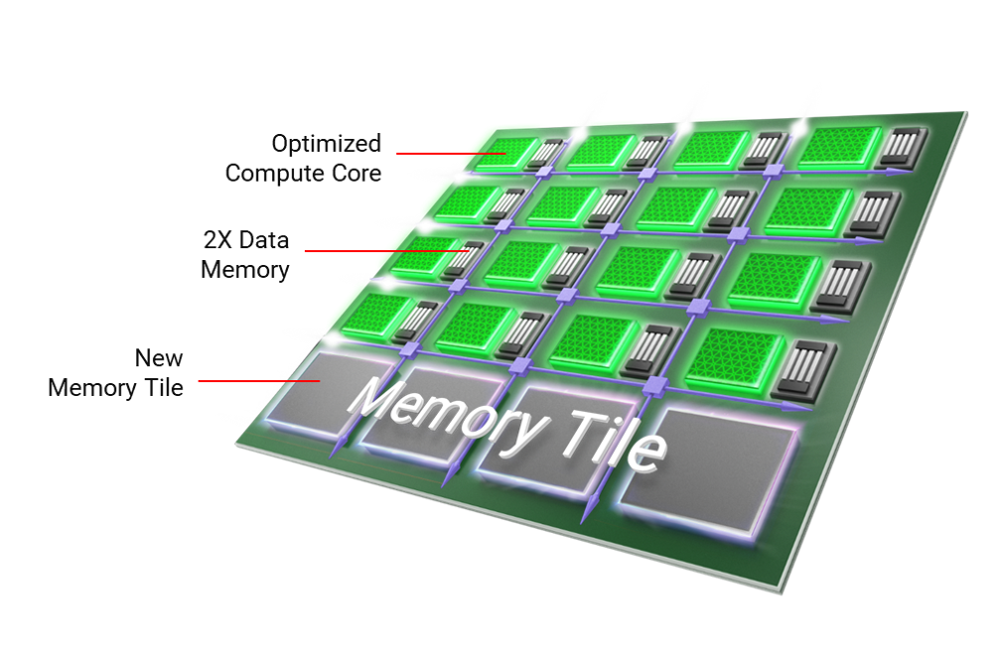 Optimized
Compute Core
2X Data
Memory
New
Memory Tile
Memory Tile